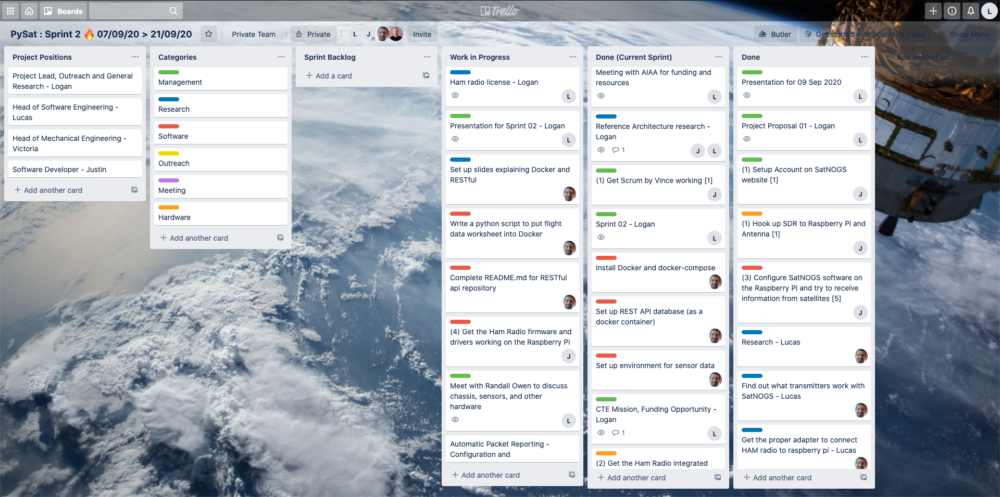 Boards
Trello
L
PySat : Sprint 2 🔥 07/09/20 > 21/09/20
Private Team
Private
L
J
Invite
Butler
Get started with Scrum by Vince
Show Menu
Project Positions
Project Lead, Outreach and General
Research - Logan
Head of Software Engineering -
Lucas
Head of Mechanical Engineering -
Victoria
Software Developer - Justin
+ Add another card
Categories
Management
Research
Software
Outreach
Meeting
Hardware
+ Add another card
Sprint Backlog
+ Add a card
Work in Progress
Ham radio license - Logan
L
Presentation for Sprint 02 - Logan
L
Set up slides explaining Docker and
RESTful
Write a python script to put flight
data worksheet into Docker
Complete README.md for RESTful
api repository
(4) Get the Ham Radio firmware and
drivers working on the Raspberry Pi
J
Meet with Randall Owen to discuss
chassis, sensors, and other
hardware
L
Automatic Packet Reporting -
Configuration and
+ Add another card
Done (Current Sprint)
Meeting with AIAA for funding and
resources
L
Reference Architecture research -
Logan
1
J
L
(1) Get Scrum by Vince working [1]
J
Sprint 02 - Logan
L
Install Docker and docker-compose
Set up REST API database (as a
docker container)
Set up environment for sensor data
CTE Mission, Funding Opportunity -
Logan
1
L
(2) Get the Ham Radio integrated
+ Add another card
Done
Presentation for 09 Sep 2020
L
Project Proposal 01 - Logan
L
(1) Setup Account on SatNOGS
website [1]
J
(1) Hook up SDR to Raspberry Pi and
Antenna [1]
J
(3) Configure SatNOGS software on
the Raspberry Pi and try to receive
information from satellites [5]
J
Research - Lucas
Find out what transmitters work with
SatNOGS - Lucas
Get the proper adapter to connect
HAM radio to raspberry pi - Lucas
+ Add another card
+ Add another list